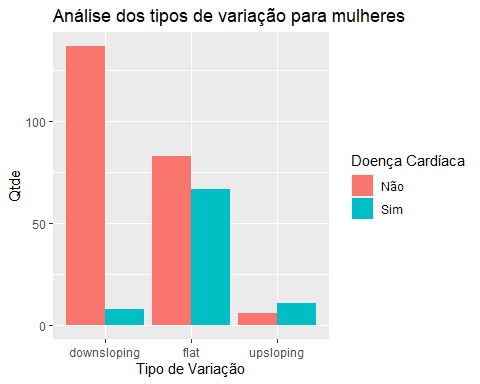 Análise dos tipos de variação para mulheres
Qtde
100
50
0
downsloping
flat
upsloping
Tipo de Variação
Doença Cardíaca
Não
Sim